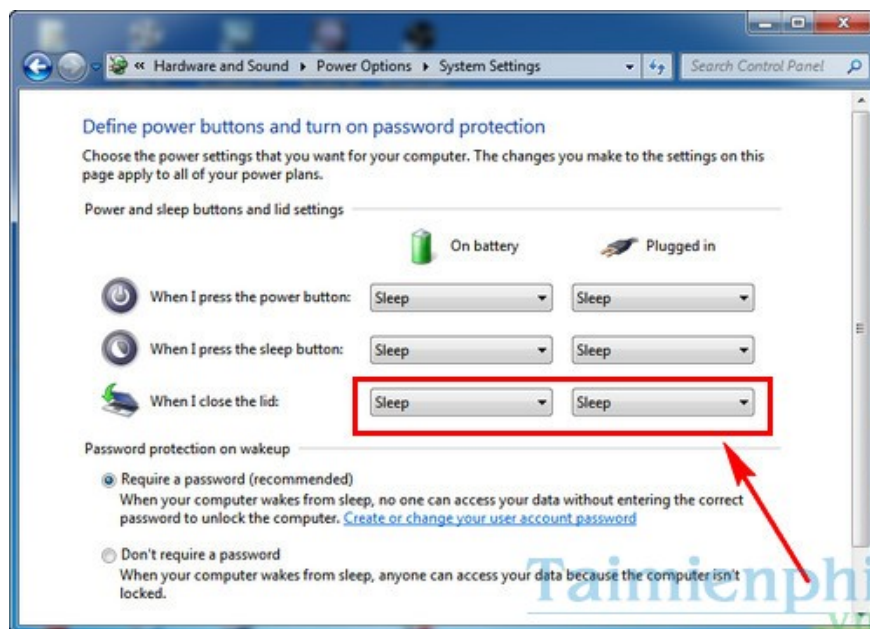 « Hardware and Sound ▸ Power Options ▸ System Settings
Search Control Panel
Define power buttons and turn on password protection
Choose the power settings that you want for your computer. The changes you make to the settings on this
page apply to all of your power plans.
Power and sleep buttons and lid settings
On battery Plugged in
When I press the power button: Sleep Sleep
When I press the sleep button: Sleep Sleep
When I close the lid: Sleep Sleep
Password protection on wakeup
Require a password (recommended)
When your computer wakes from sleep, no one can access your data without entering the correct
password to unlock the computer. Create or change your user account password
Don't require a password
When your computer wakes from sleep, anyone can access your data because the computer isn't
locked.
Taimienphi